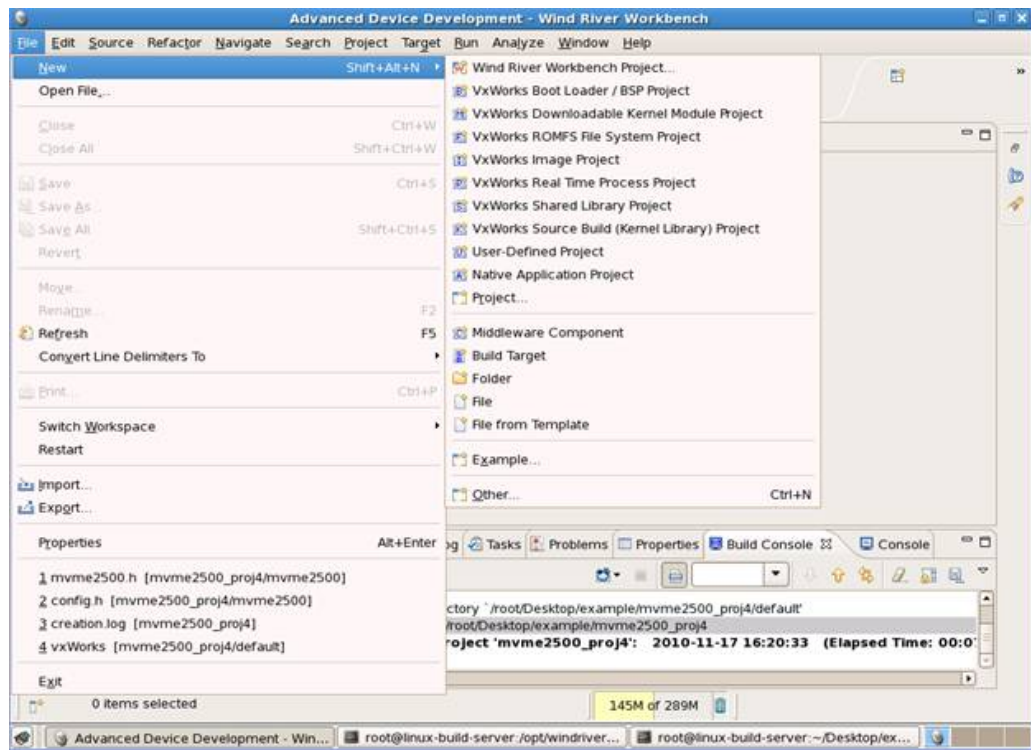 Advanced Device Development - Wind River Workbench
File Edit Source Refactor Navigate Search Project Target Run Analyze Window Help
New Shift+Alt+N
Open File...
Close Ctrl+W
Close All Shift+Ctrl+W
Save Ctrl+S
Save As...
Save All Shift+Ctrl+S
Revert
Move...
Rename... F2
Refresh F5
Convert Line Delimiters To
Print... Ctrl+P
Switch Workspace
Restart
Import...
Export...
Properties Alt+Enter
1 mvme2500.h [mvme2500_proj4/mvme2500]
2 config.h [mvme2500_proj4/mvme2500]
3 creation.log [mvme2500_proj4]
4 vxWorks [mvme2500_proj4/default]
Exit
Wind River Workbench Project...
VxWorks Boot Loader / BSP Project
VxWorks Downloadable Kernel Module Project
VxWorks ROMFS File System Project
VxWorks Image Project
VxWorks Real Time Process Project
VxWorks Shared Library Project
VxWorks Source Build (Kernel Library) Project
User-Defined Project
Native Application Project
Project...
Middleware Component
Build Target
Folder
File
File from Template
Example...
Other... Ctrl+N
og Tasks Problems Properties Build Console Console
ctory `/root/Desktop/example/mvme2500_proj4/default'
/root/Desktop/example/mvme2500_proj4
roject 'mvme2500_proj4': 2010-11-17 16:20:33 (Elapsed Time: 00:0
0 items selected
145M of 289M
Advanced Device Development - Win...
root@linux-build-server:/opt/windriver...
root@linux-build-server:~/Desktop/ex...